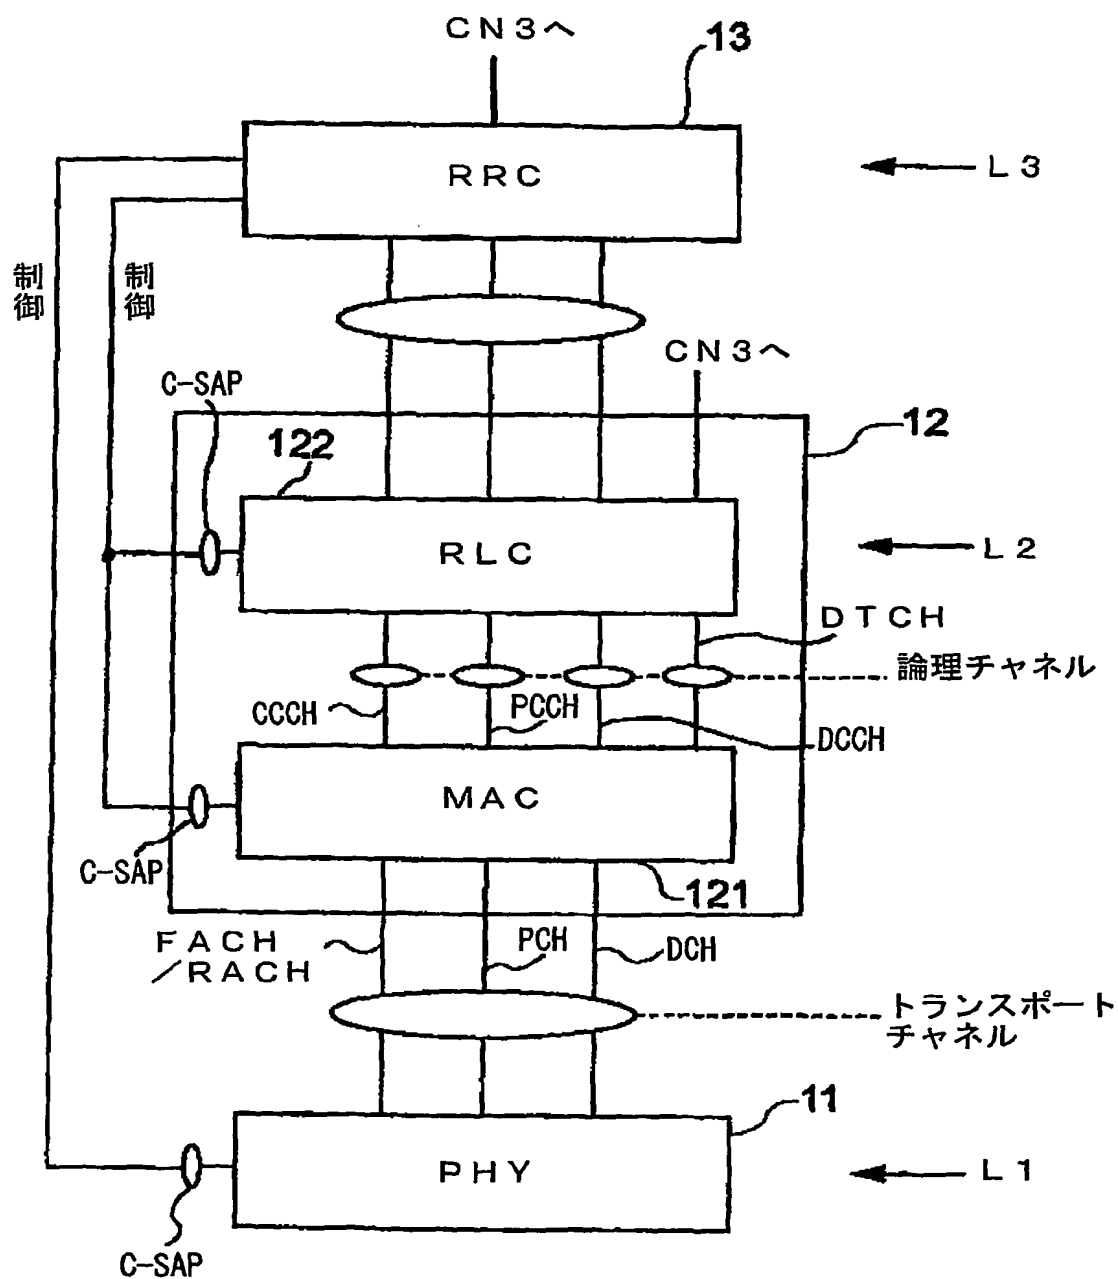 CN3へ
13
RRC
L3
制御
制御
CN3へ
C-SAP
12
122
RLC
L2
DTCH
論理チャネル
CCCH
PCCH
DCCH
MAC
C-SAP
121
FACH
/RACH
PCH
DCH
トランスポート
チャネル
11
PHY
L1
C-SAP